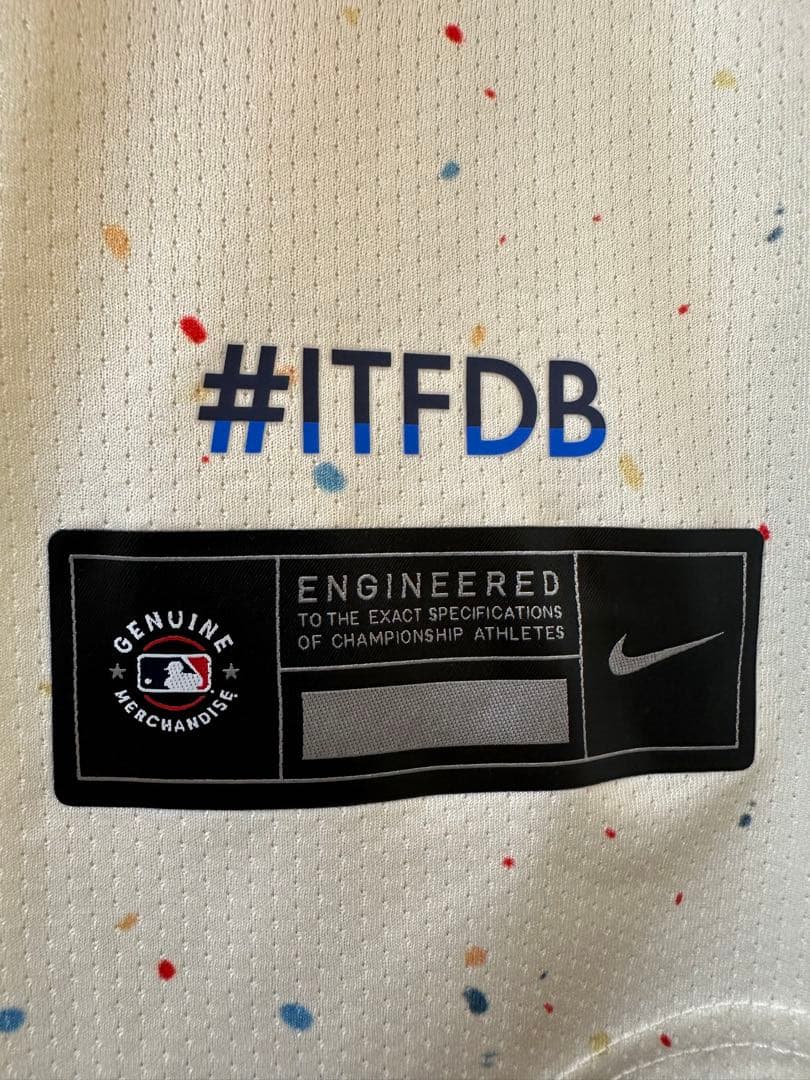 #ITFDB
GENUINE
MERCHANDISE
ENGINEERED
TO THE EXACT SPECIFICATIONS
OF CHAMPIONSHIP ATHLETES